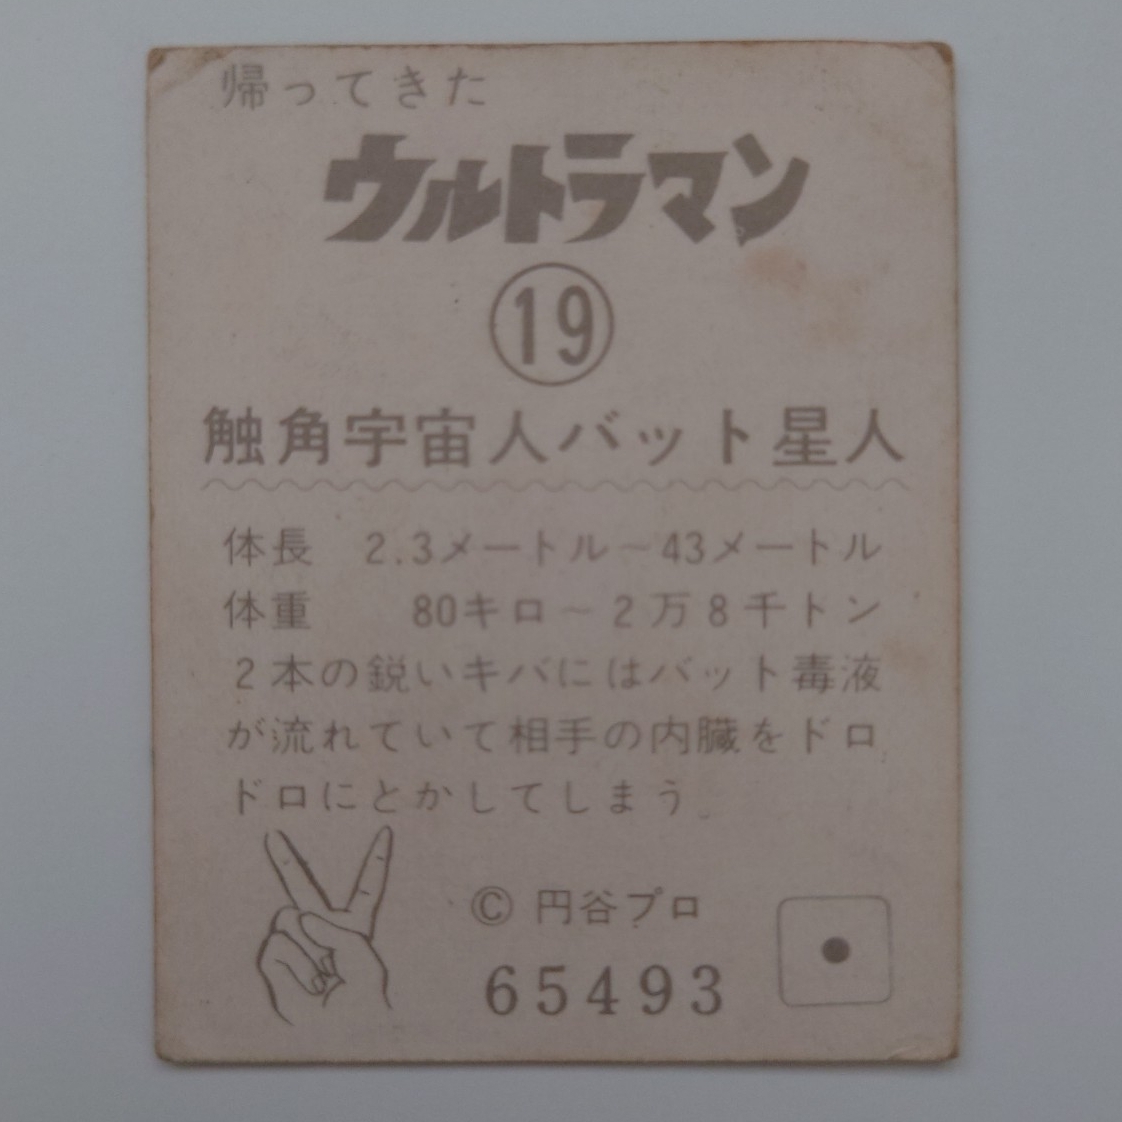 帰ってきた
ウルトラマン
⑲
触角宇宙人バット星人
体長　2.3メートル〜43メートル
体重　80キロ〜2万8千トン
2本の鋭いキバにはバット毒液
が流れていて相手の内臓をドロ
ドロにとかしてしまう。
© 円谷プロ
65493